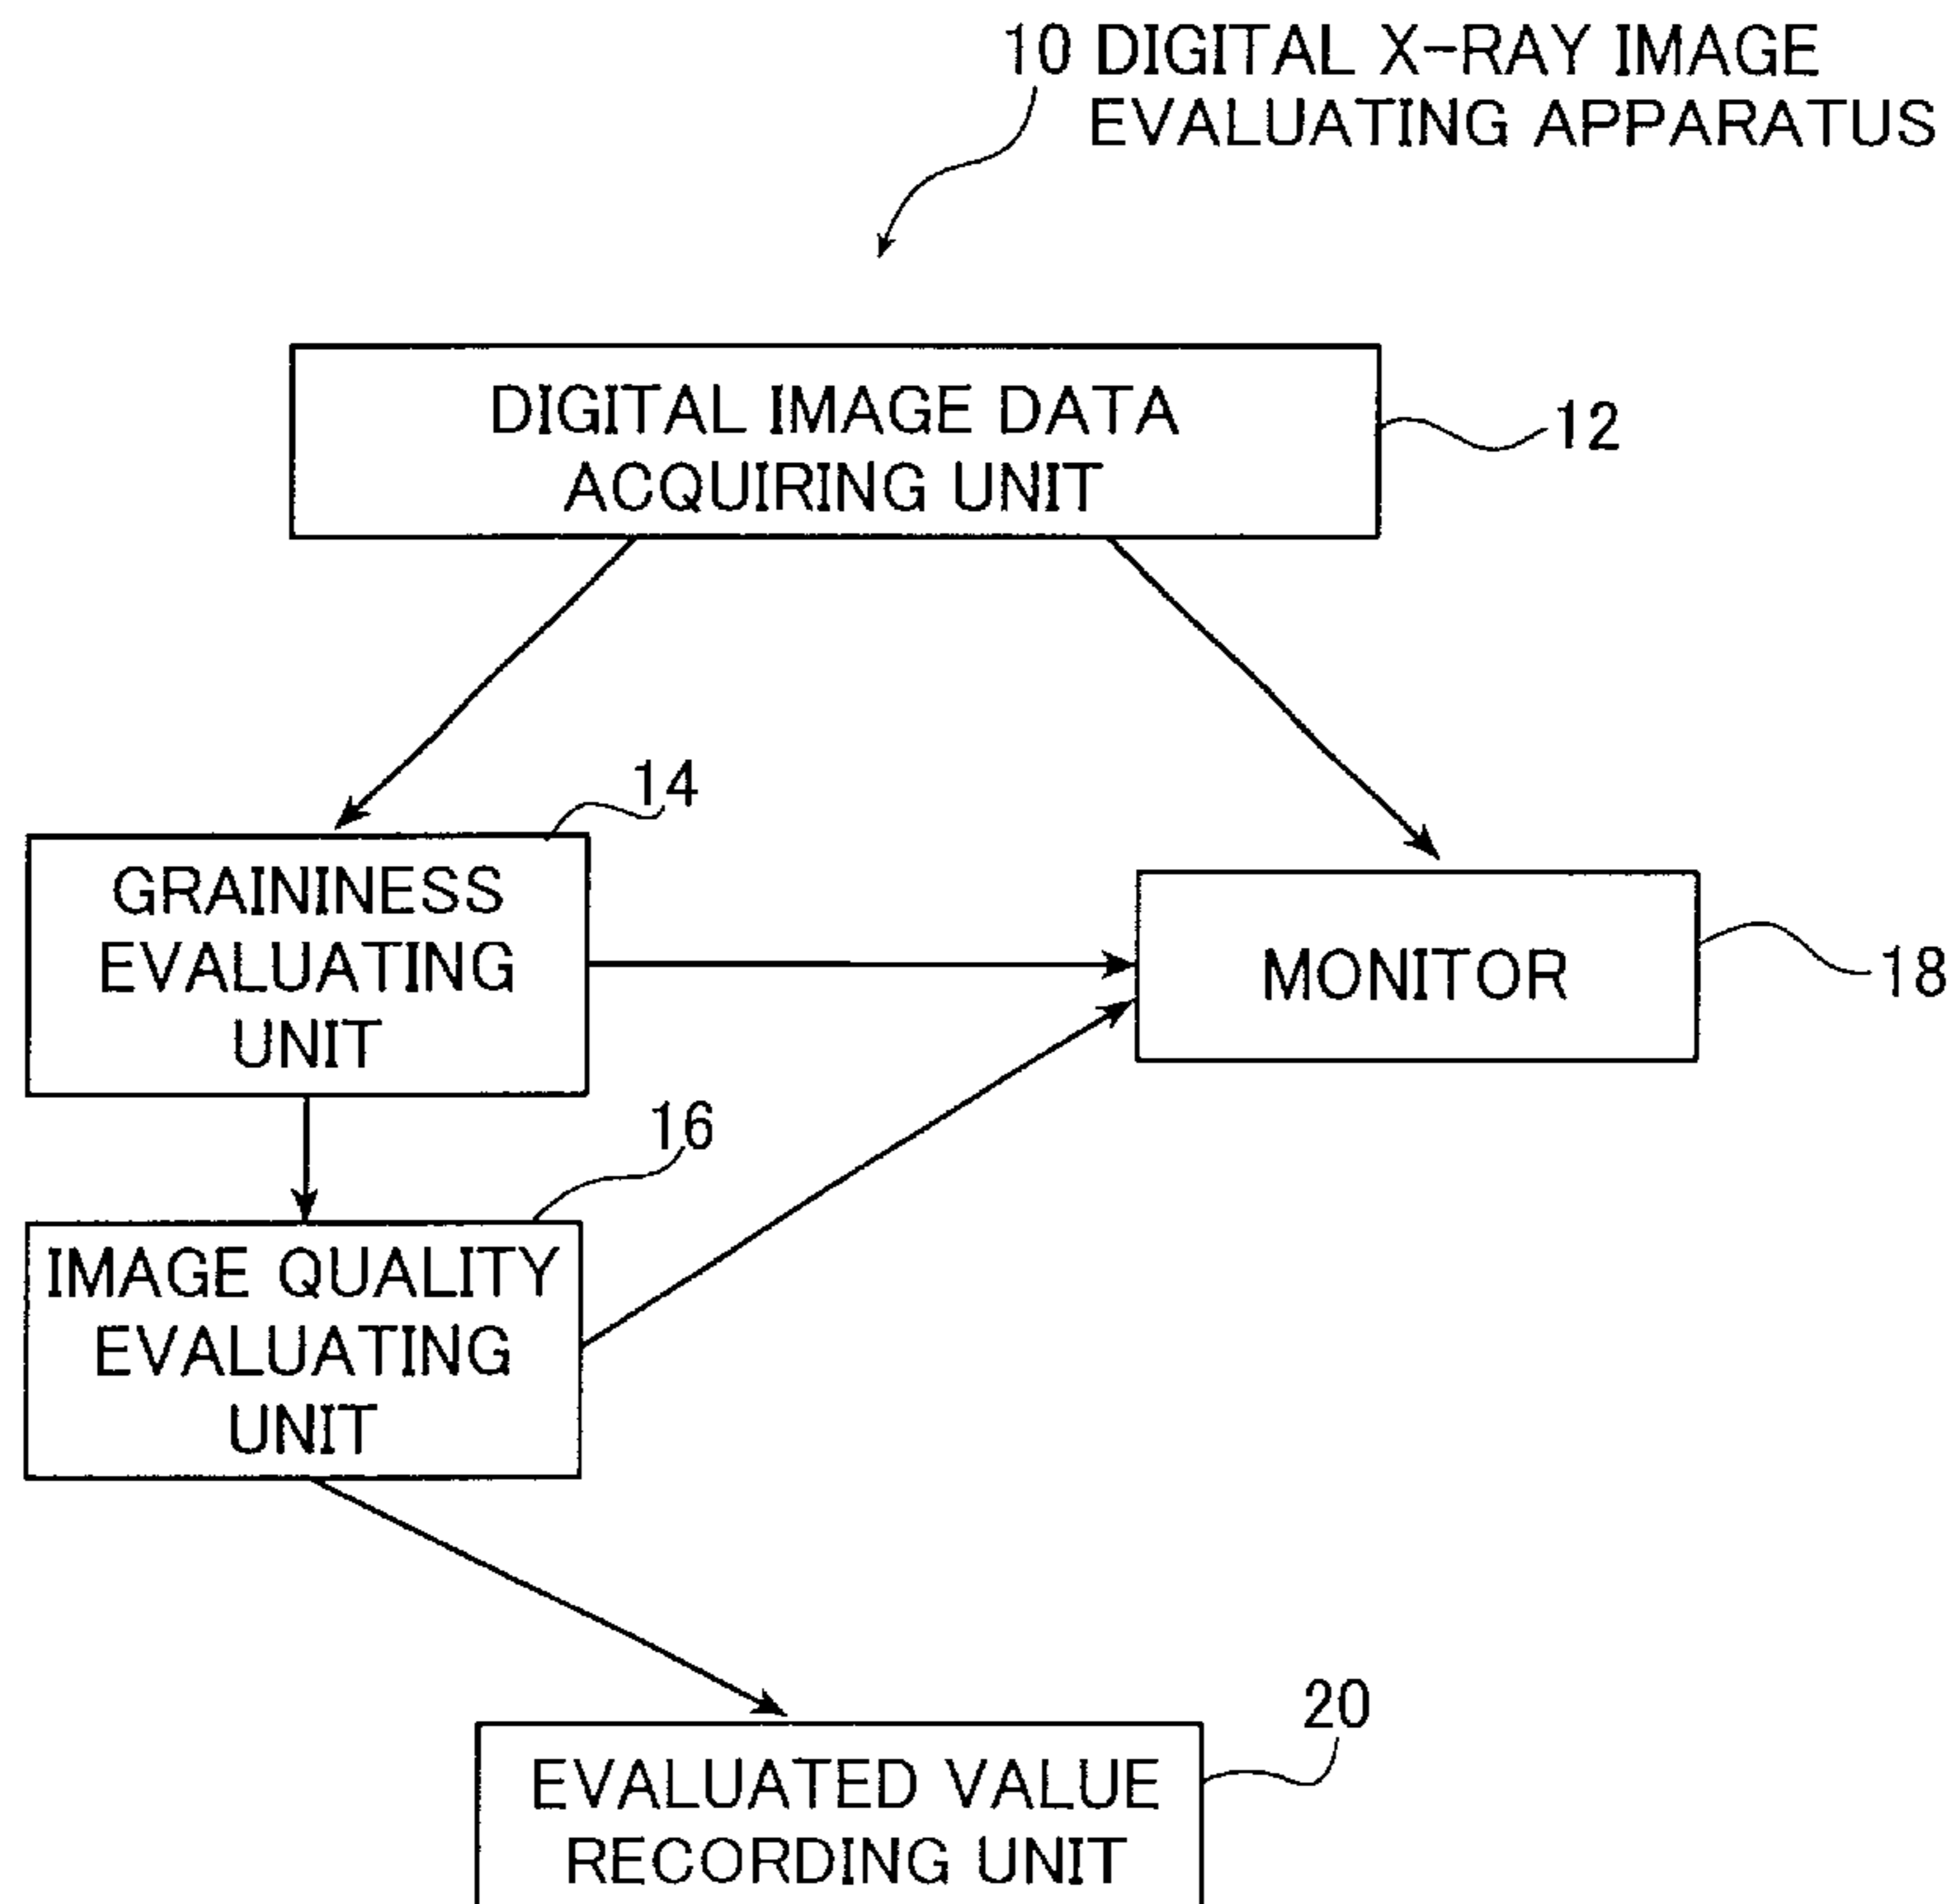 10 DIGITAL X-RAY IMAGE
EVALUATING APPARATUS
DIGITAL IMAGE DATA
ACQUIRING UNIT
12
14
GRAININESS
EVALUATING
UNIT
MONITOR
18
16
IMAGE QUALITY
EVALUATING
UNIT
20
EVALUATED VALUE
RECORDING UNIT